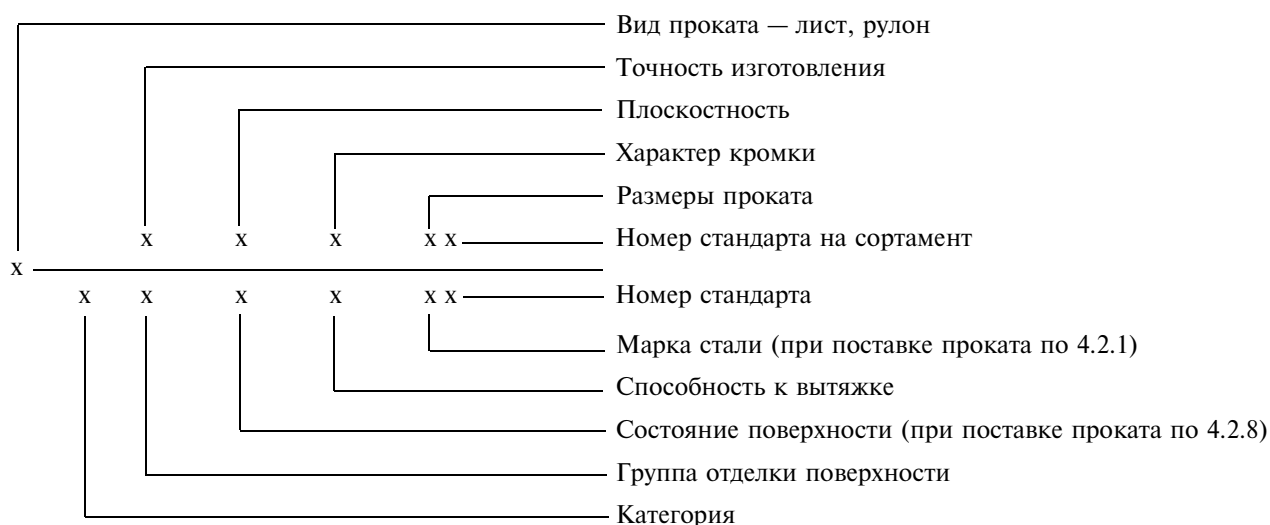 Вид проката — лист, рулон
Точность изготовления
Плоскостность
Характер кромки
Размеры проката
х х х х х Номер стандарта на сортамент
х
х х х х х х Номер стандарта
Марка стали (при поставке проката по 4.2.1)
Способность к вытяжке
Состояние поверхности (при поставке проката по 4.2.8)
Группа отделки поверхности
Категория